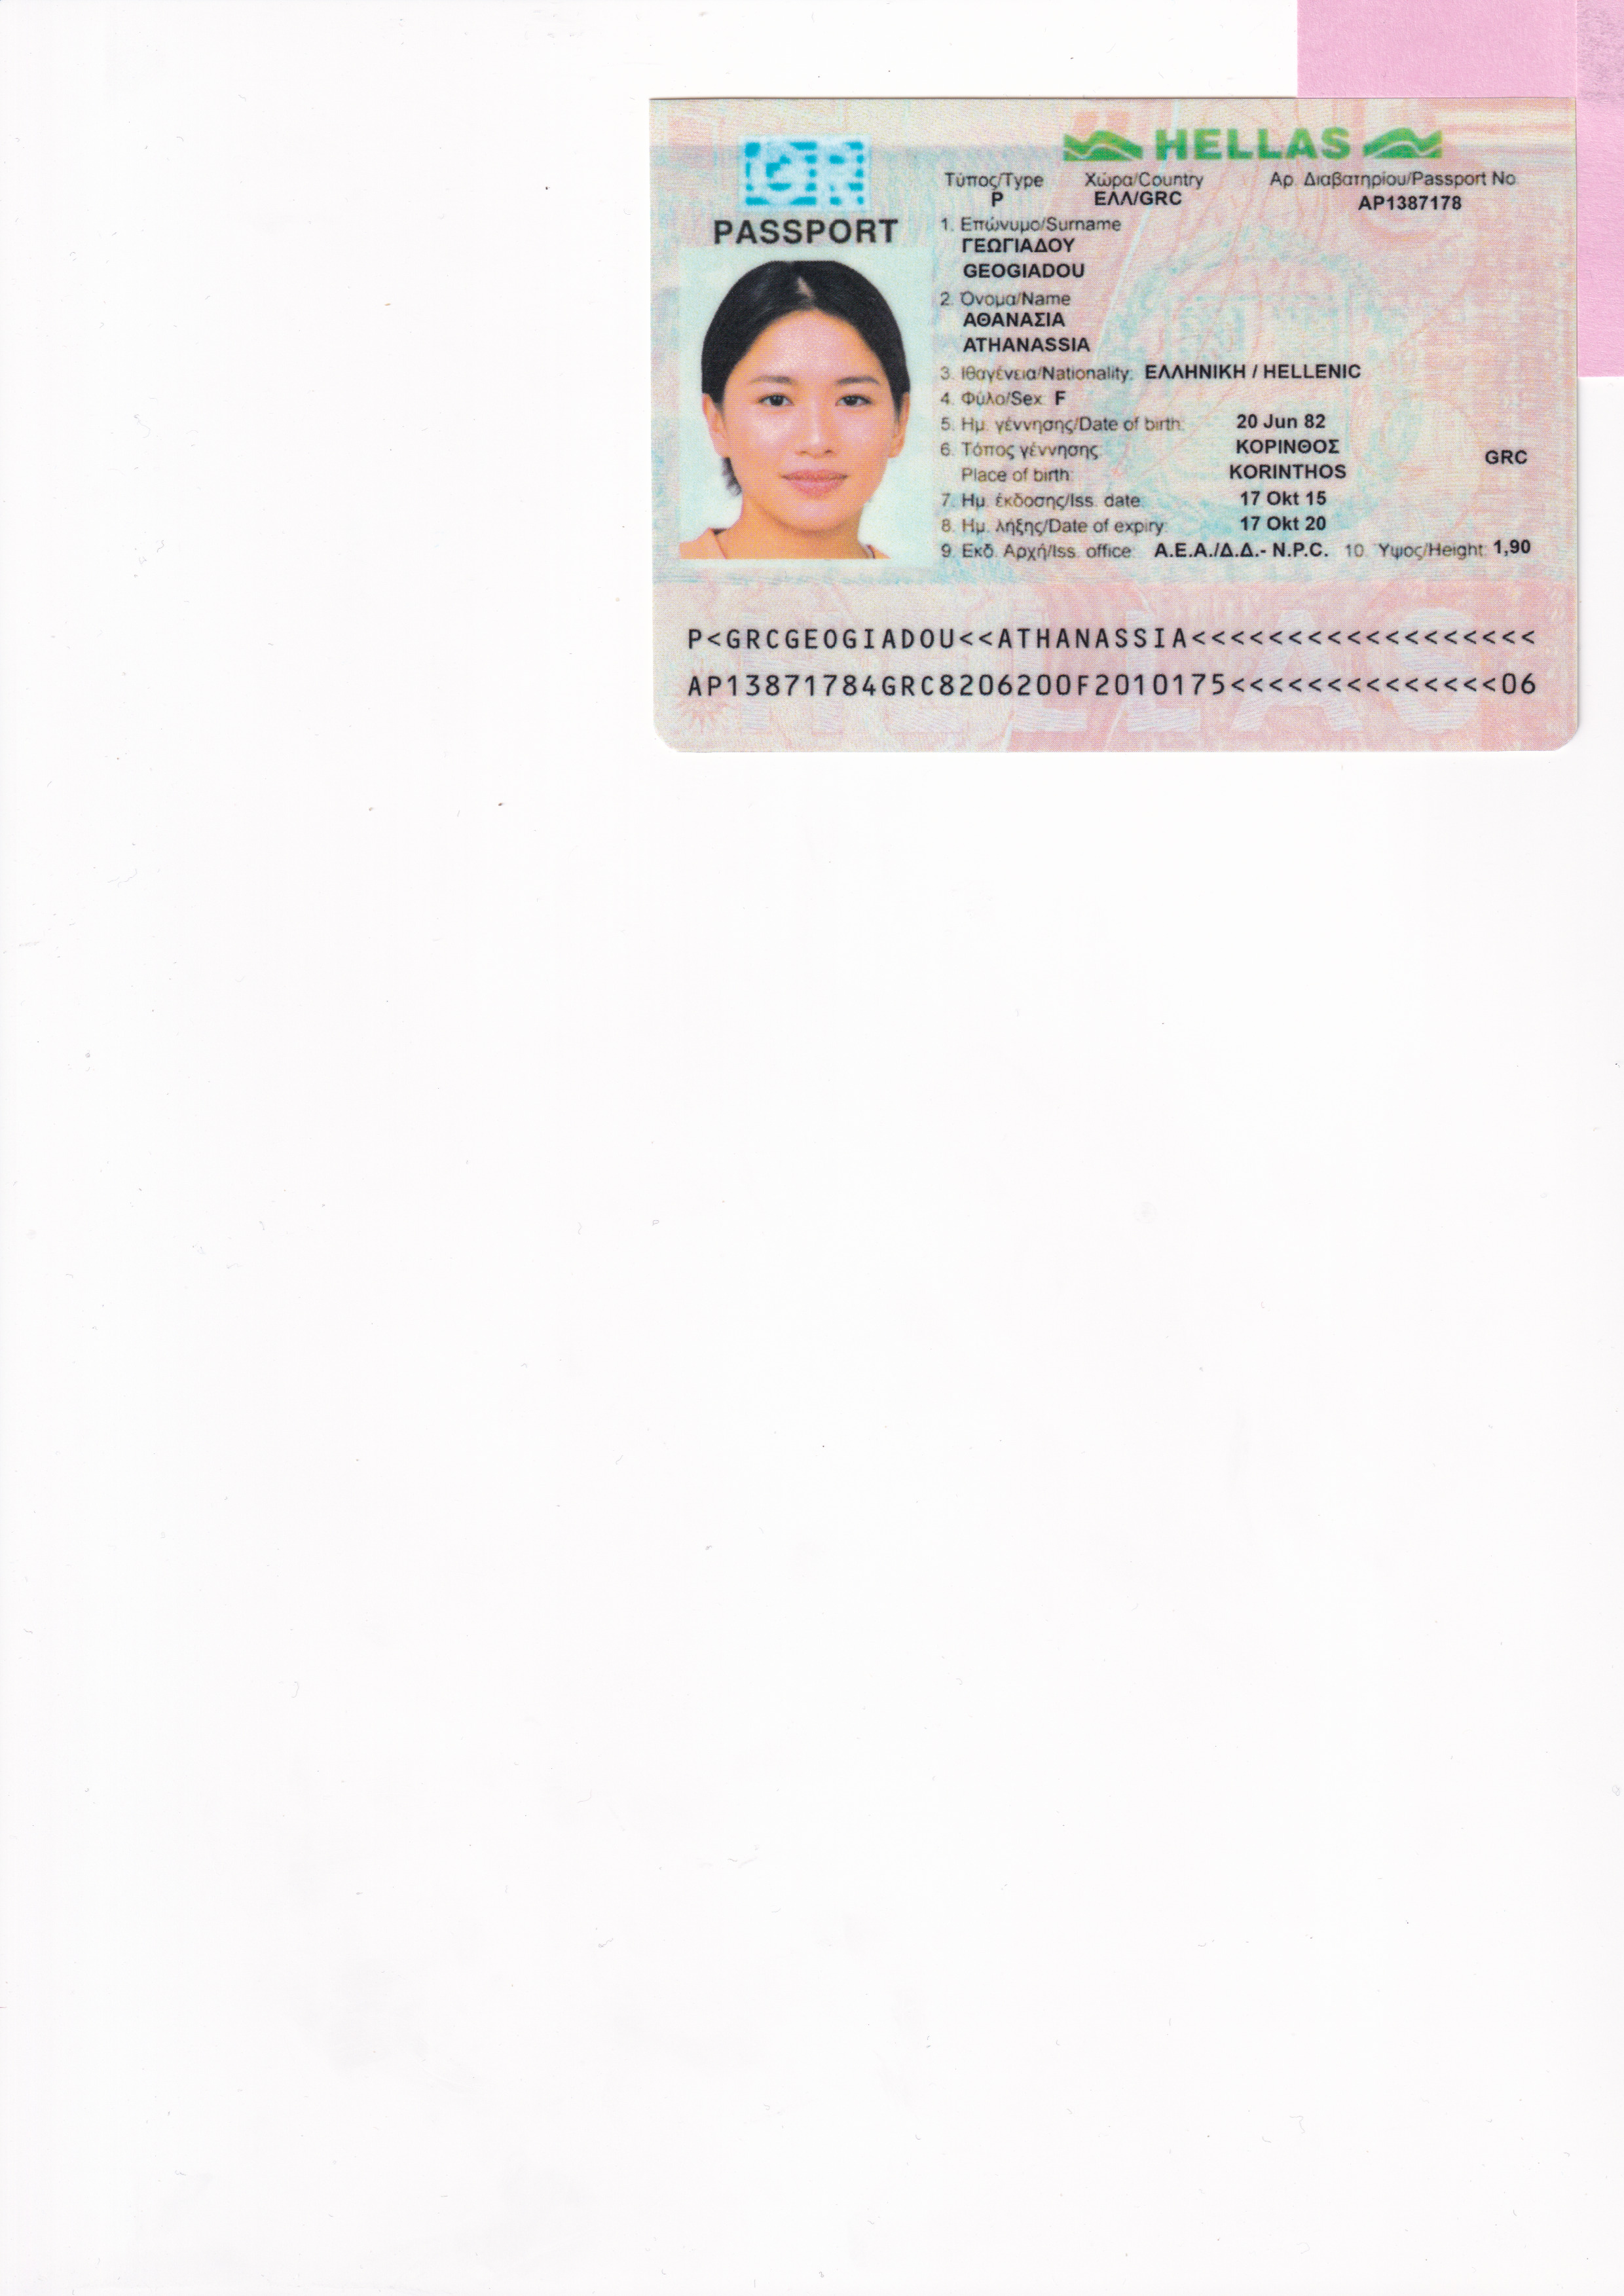 GR
HELLAS
PASSPORT
Τύπος/Type Χώρα/Country Αρ. Διαβατηρίου/Passport No
P ΕΛΛ/GRC AP1387178
1. Επώνυμο/Surname
ΓΕΩΓΙΑΔΟΥ
GEOGIADOU
2. Όνομα/Name
ΑΘΑΝΑΣΙΑ
ATHANASSIA
3. Ιθαγένεια/Nationality: ΕΛΛΗΝΙΚΗ / HELLENIC
4. Φύλο/Sex: F
5. Ημ. γέννησης/Date of birth: 20 Jun 82
6. Τόπος γέννησης: ΚΟΡΙΝΘΟΣ
Place of birth: KORINTHOS GRC
7. Ημ. έκδοσης/Iss. date: 17 Okt 15
8. Ημ. λήξης/Date of expiry: 17 Okt 20
9. Εκδ. Αρχή/Iss. office: Α.Ε.Α./Δ.Δ.- N.P.C. 10. Υψος/Height: 1,90
HELLAS
P<GRCGEOGIADOU<<ATHANASSIA<<<<<<<<<<<<<<<<<<
AP13871784GRC8206200F2010175<<<<<<<<<<<<<<06